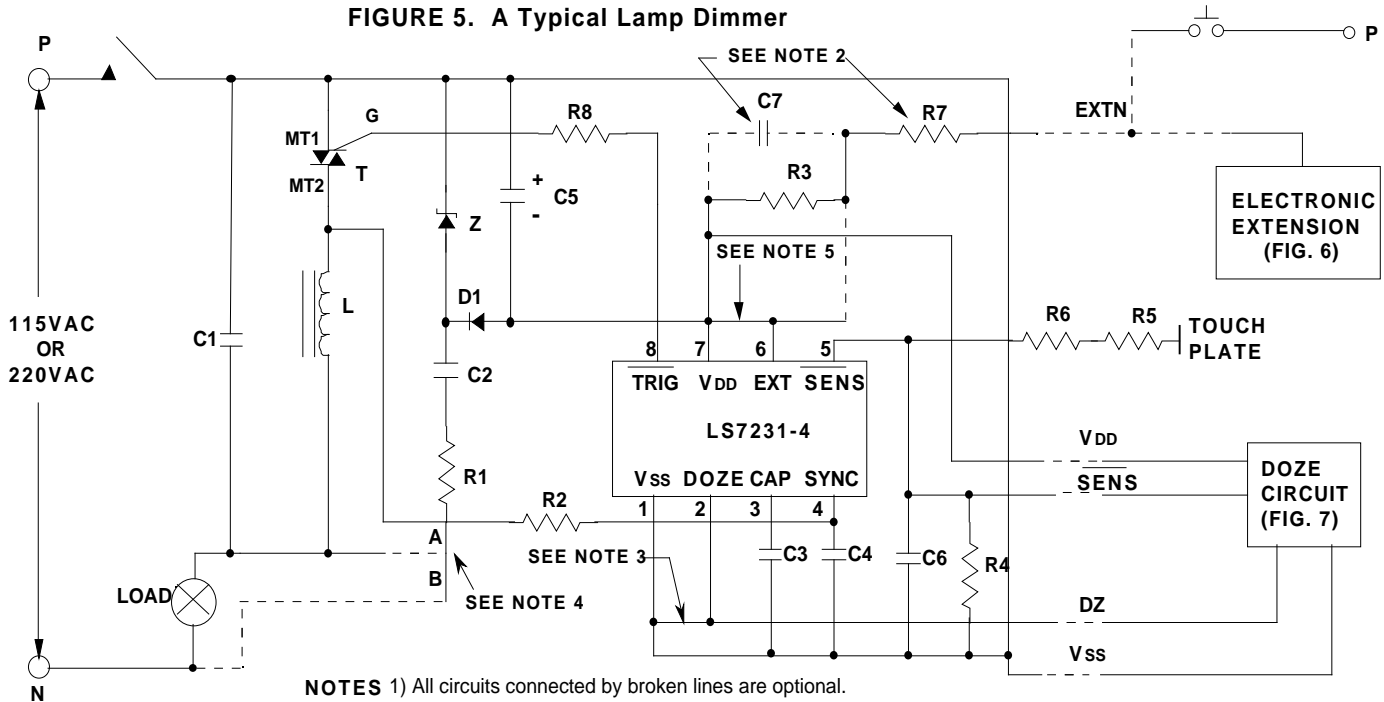 FIGURE 5. A Typical Lamp Dimmer
P
P
SEE NOTE 2
C7
R7
EXTN
G
R8
MT1
T
MT2
R3
C5
+
-
Z
ELECTRONIC
EXTENSION
(FIG. 6)
SEE NOTE 5
D1
L
115VAC
OR
220VAC
C1
C2
R6
R5
TOUCH
PLATE
8
7
6
5
TRIG
VDD
EXT
SENS
LS7231-4
R1
VSS
DOZE
CAP
SYNC
1
2
3
4
VDD
SENS
DOZE
CIRCUIT
(FIG. 7)
R2
A
B
SEE NOTE 3
C3
C4
C6
R4
LOAD
SEE NOTE 4
DZ
VSS
N
NOTES 1) All circuits connected by broken lines are optional.